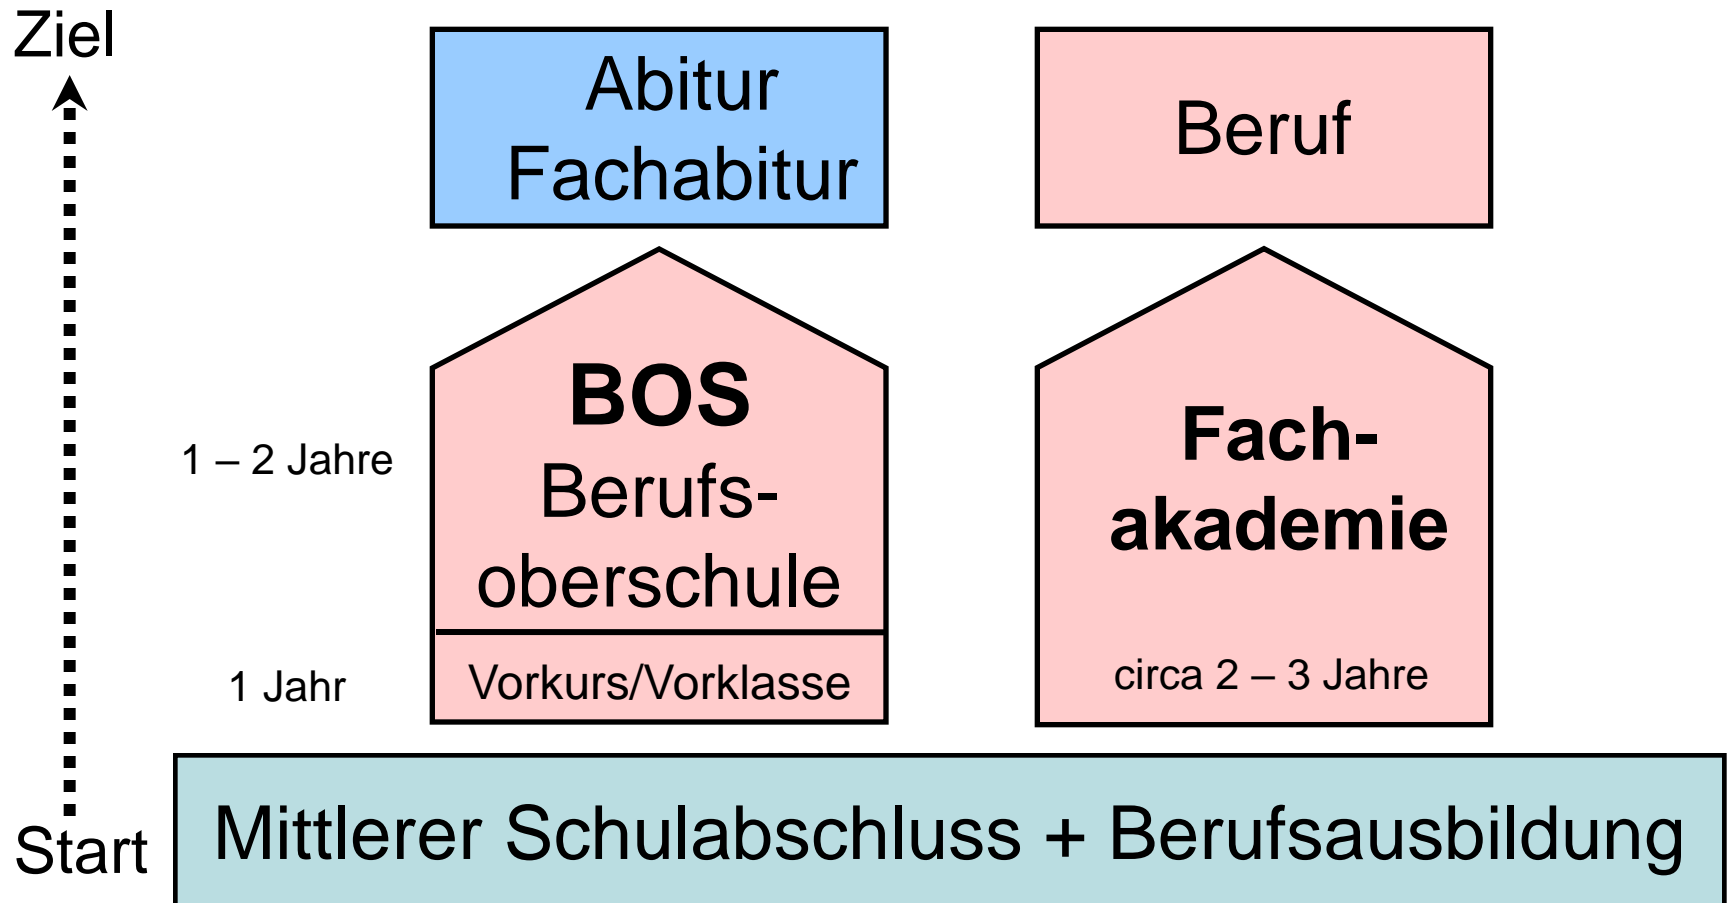 Ziel
Abitur
Fachabitur
Beruf
BOS
Berufs-
oberschule
1 – 2 Jahre
Fach-
akademie
1 Jahr
Vorkurs/Vorklasse
circa 2 – 3 Jahre
Start
Mittlerer Schulabschluss + Berufsausbildung